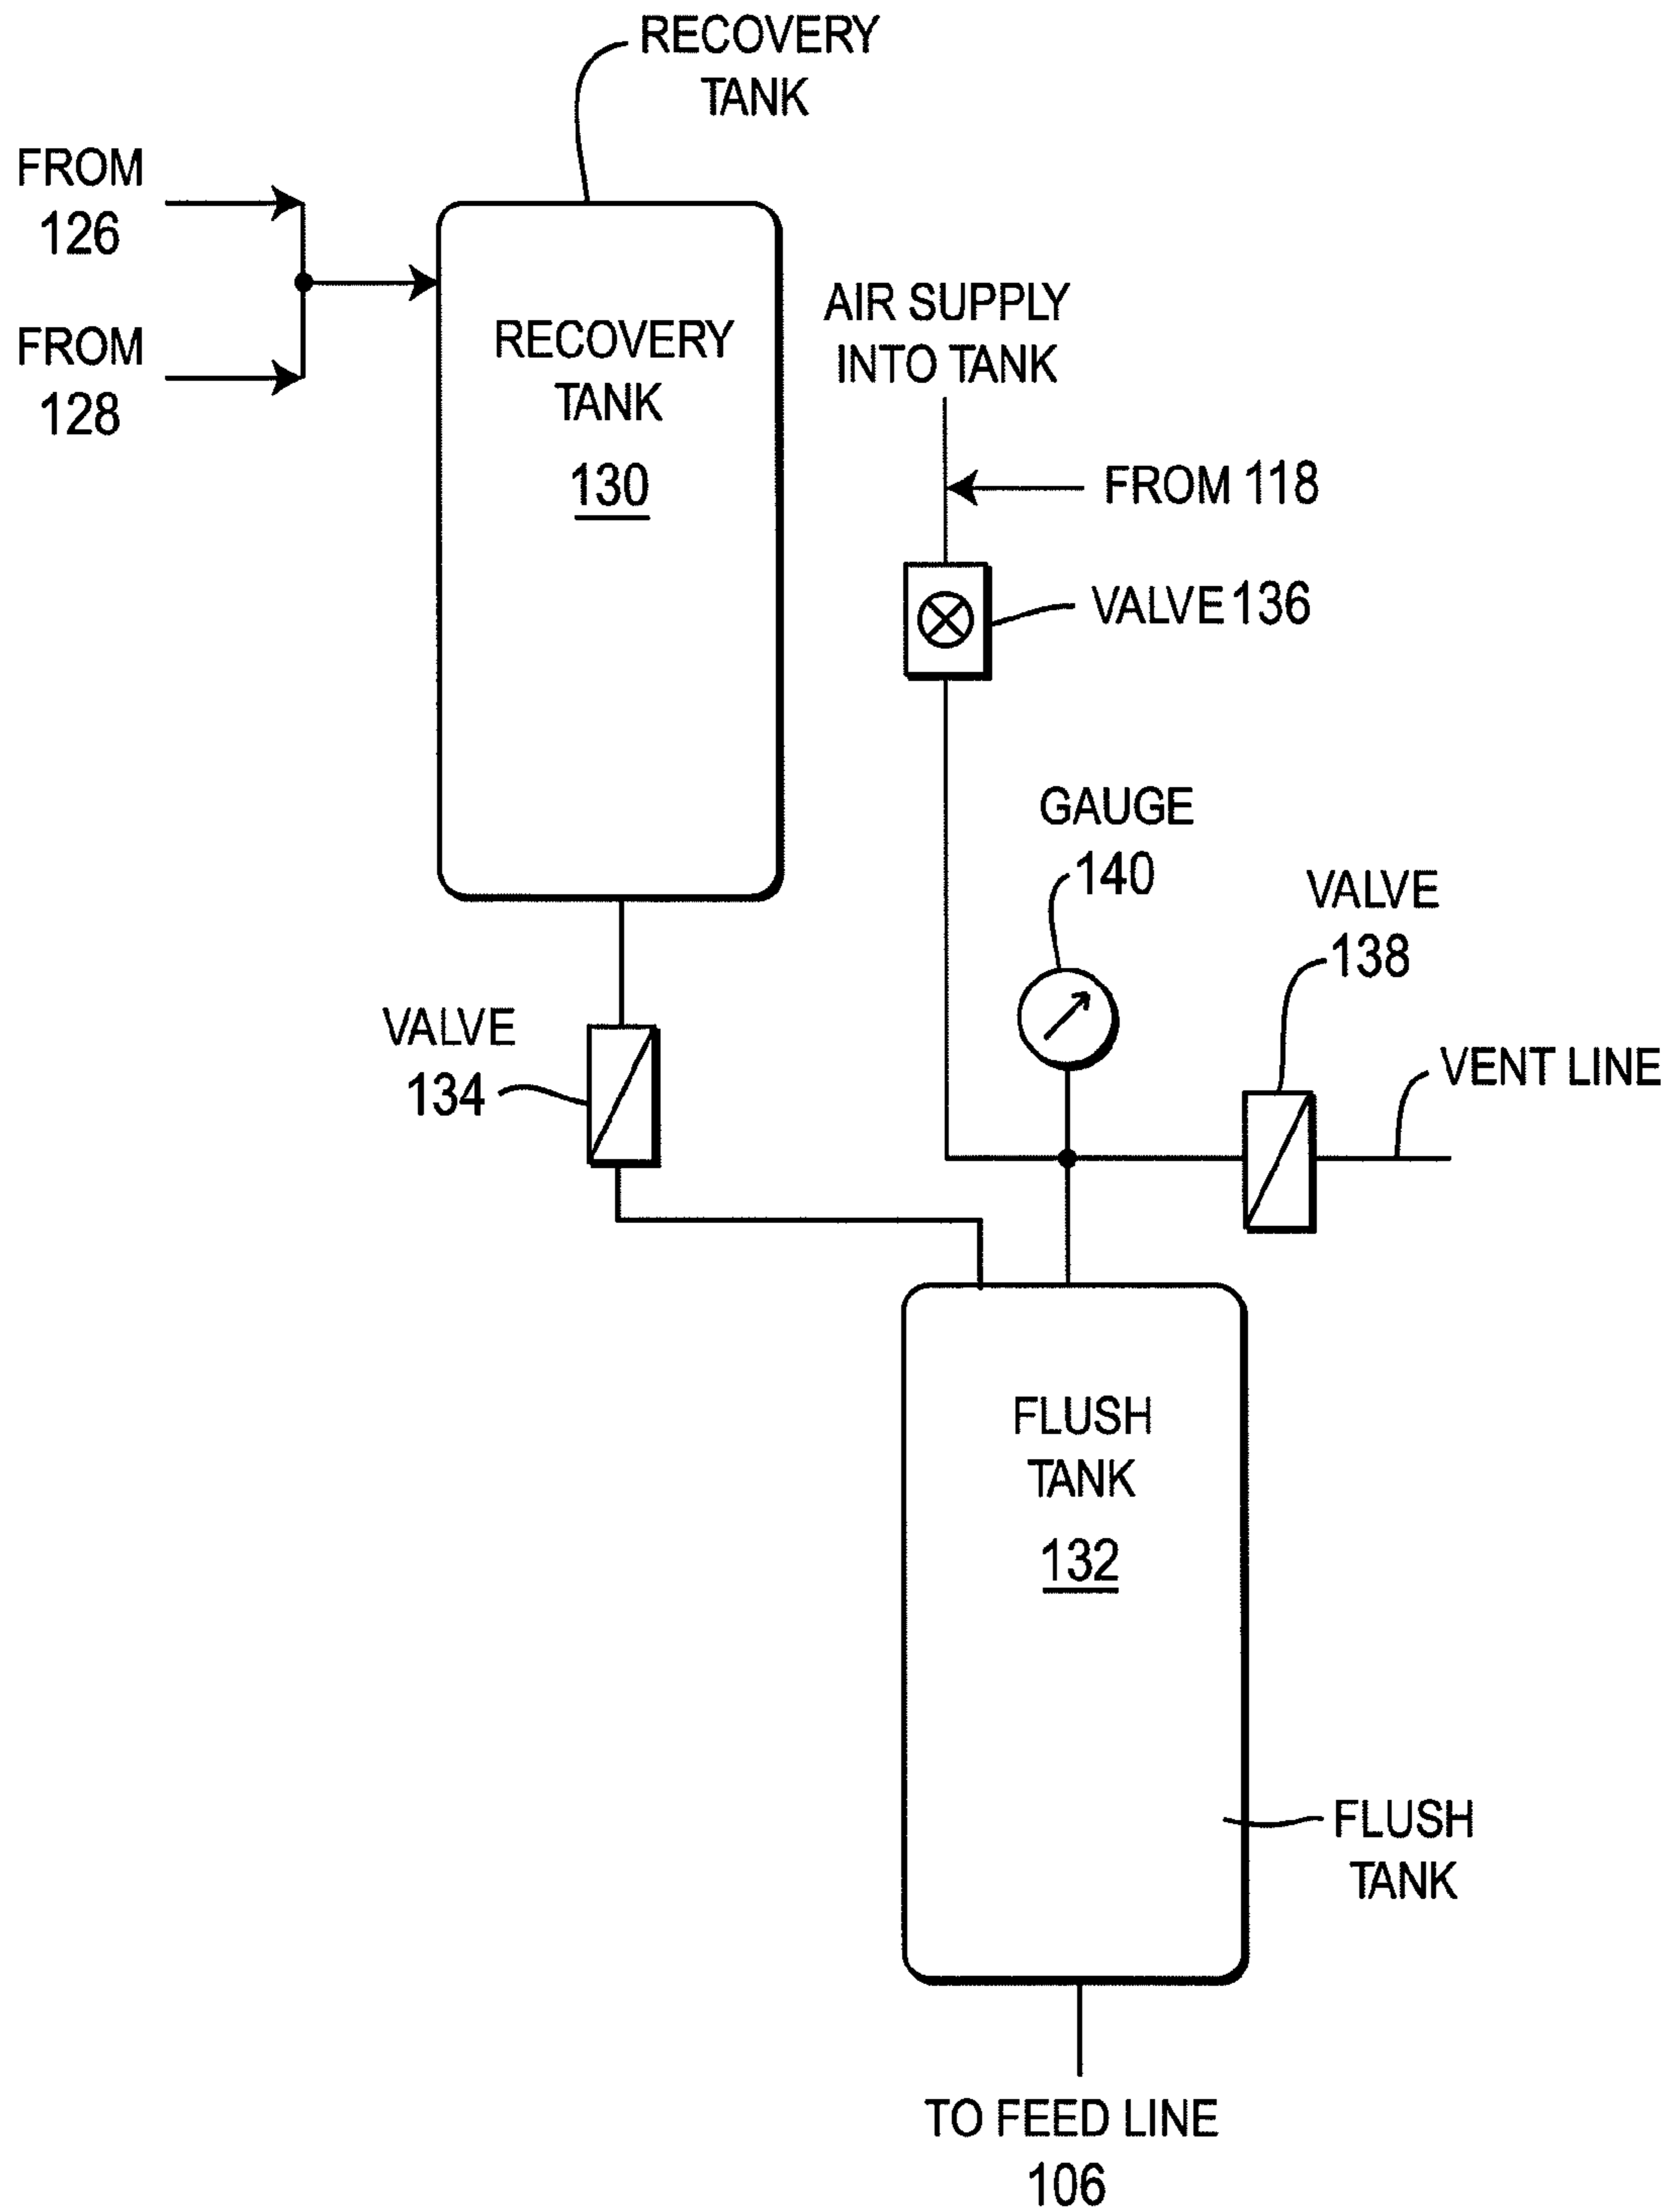 RECOVERY
TANK
FROM
126
FROM
128
RECOVERY
TANK
130
AIR SUPPLY
INTO TANK
FROM 118
VALVE 136
GAUGE
140
VALVE
138
VALVE
134
VENT LINE
FLUSH
TANK
132
FLUSH
TANK
TO FEED LINE
106